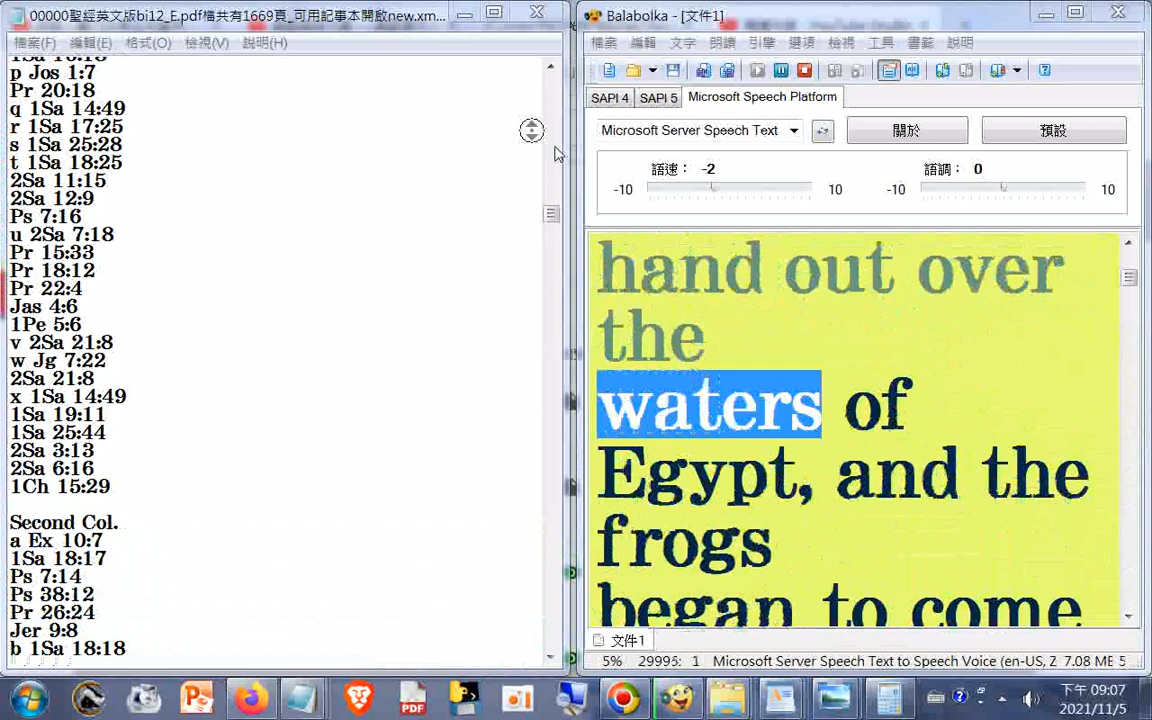 00000聖經英文版bi12_E.pdf檔共有1669頁_可用記事本開啟new.xm...
檔案(F) 編輯(E) 格式(O) 檢視(V) 說明(H)
1Sa 16:13
p Jos 1:7
Pr 20:18
q 1Sa 14:49
r 1Sa 17:25
s 1Sa 25:28
t 1Sa 18:25
2Sa 11:15
2Sa 12:9
Ps 7:16
u 2Sa 7:18
Pr 15:33
Pr 18:12
Pr 22:4
Jas 4:6
1Pe 5:6
v 2Sa 21:8
w Jg 7:22
2Sa 21:8
x 1Sa 14:49
1Sa 19:11
1Sa 25:44
2Sa 3:13
2Sa 6:16
1Ch 15:29
Second Col.
a Ex 10:7
1Sa 18:17
Ps 7:14
Ps 38:12
Pr 26:24
Jer 9:8
b 1Sa 18:18
Balabolka - [文件1]
檔案 編輯 文字 朗讀 引擎 選項 檢視 工具 書籤 說明
SAPI 4 SAPI 5 Microsoft Speech Platform
Microsoft Server Speech Text 關於 預設
語速： -2 語調： 0
-10 10 -10 10
hand out over
the
waters of
Egypt, and the
frogs
began to come
文件1
5% 29995: 1 Microsoft Server Speech Text to Speech Voice (en-US, Z 7.08 MB 5
下午 09:07
2021/11/5